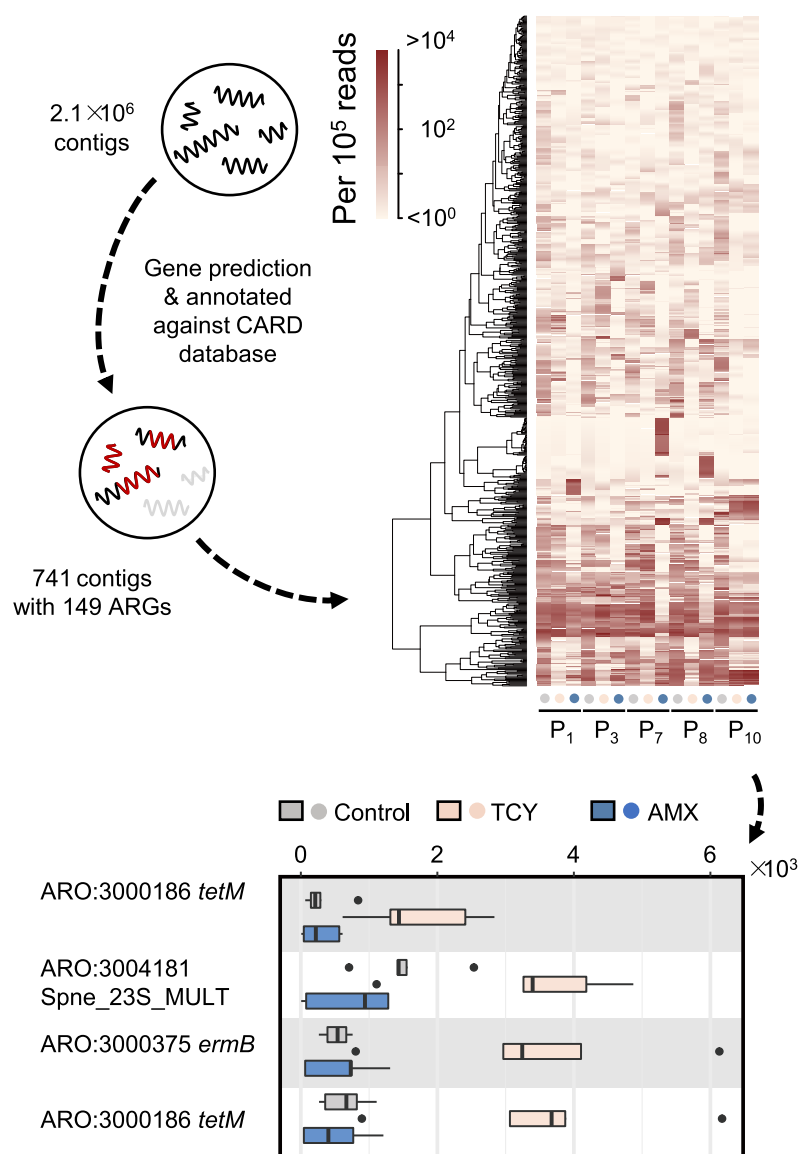 2.1×10⁶
contigs
Gene prediction
& annotated
against CARD
database
741 contigs
with 149 ARGs
Per 10⁵ reads
>10⁴
10²
<10⁰
P₁ P₃ P₇ P₈ P₁₀
Control TCY AMX
0 2 4 6 ×10³
ARO:3000186 tetM
ARO:3004181
Spne_23S_MULT
ARO:3000375 ermB
ARO:3000186 tetM